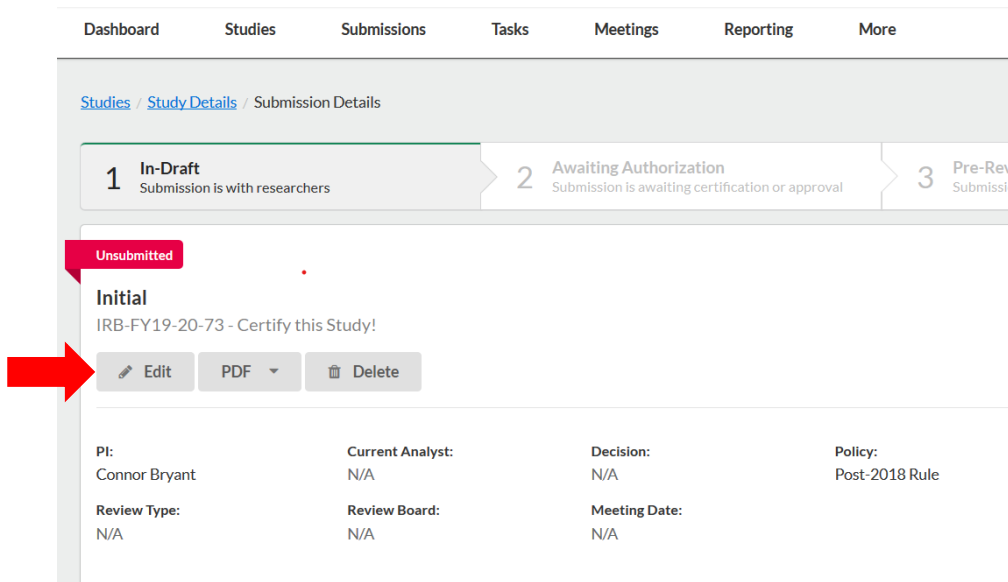 Dashboard Studies Submissions Tasks Meetings Reporting More
Studies / Study Details / Submission Details
1 In-Draft
Submission is with researchers
2 Awaiting Authorization
Submission is awaiting certification or approval
3
Unsubmitted
Initial
IRB-FY19-20-73 - Certify this Study!
Edit PDF Delete
PI: Current Analyst: Decision: Policy:
Connor Bryant N/A N/A Post-2018 Rule
Review Type: Review Board: Meeting Date:
N/A N/A N/A